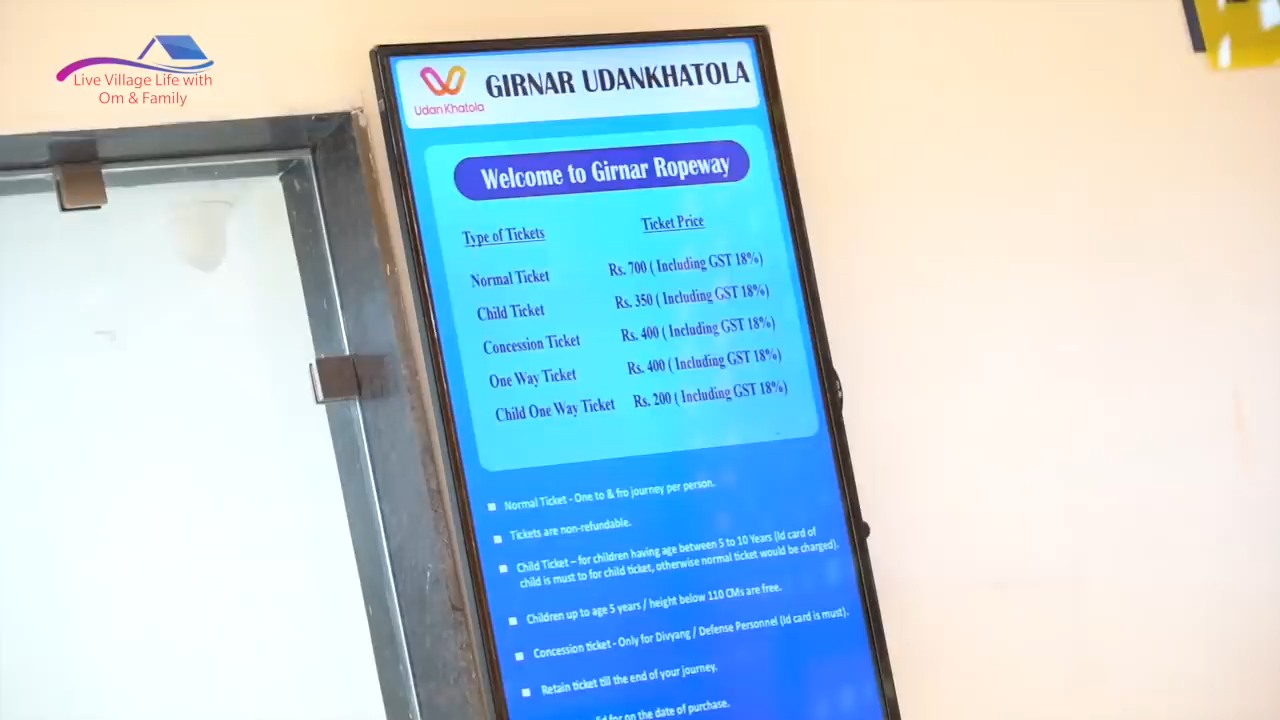 Live Village Life with
Om & Family
Udan Khatola
GIRNAR UDANKHATOLA
Welcome to Girnar Ropeway
Type of Tickets Ticket Price
Normal Ticket Rs. 700 ( Including GST 18%)
Child Ticket Rs. 350 ( Including GST 18%)
Concession Ticket Rs. 400 ( Including GST 18%)
One Way Ticket Rs. 400 ( Including GST 18%)
Child One Way Ticket Rs. 200 ( Including GST 18%)
Normal Ticket - One to & fro journey per person.
Tickets are non-refundable.
Child Ticket – for children having age between 5 to 10 Years (Id card of
child is must to for child ticket, otherwise normal ticket would be charged).
Children up to age 5 years / height below 110 CMs are free.
Concession ticket - Only for Divyang / Defense Personnel (Id card is must).
Retain ticket till the end of your journey.
for on the date of purchase.